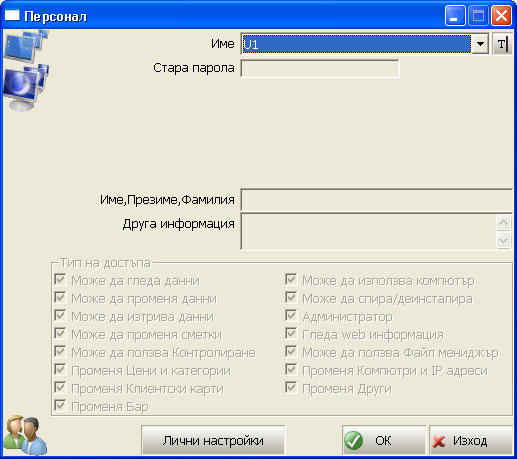 Персонал
Име U1 T
Стара парола
Име,Презиме,Фамилия
Друга информация
Тип на достъпа
Може да гледа данни Може да използва компютър
Може да променя данни Може да спира/деинсталира
Може да изтрива данни Администратор
Може да променя сметки Гледа web информация
Може да ползва Контролиране Може да ползва Файл мениджър
Променя Цени и категории Променя Компютри и IP адреси
Променя Клиентски карти Променя Други
Променя Бар
Лични настройки OK Изход